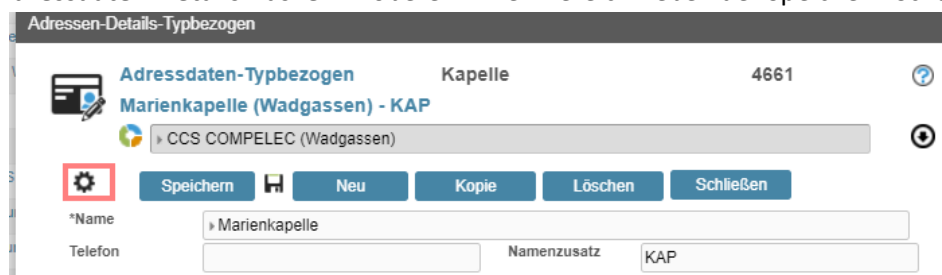 Adressen-Details-Typbezogen
Adressdaten-Typbezogen Kapelle 4661
Marienkapelle (Wadgassen) - KAP
CCS COMPELEC (Wadgassen)
Speichern Neu Kopie Löschen Schließen
*Name Marienkapelle
Telefon Namenzusatz KAP